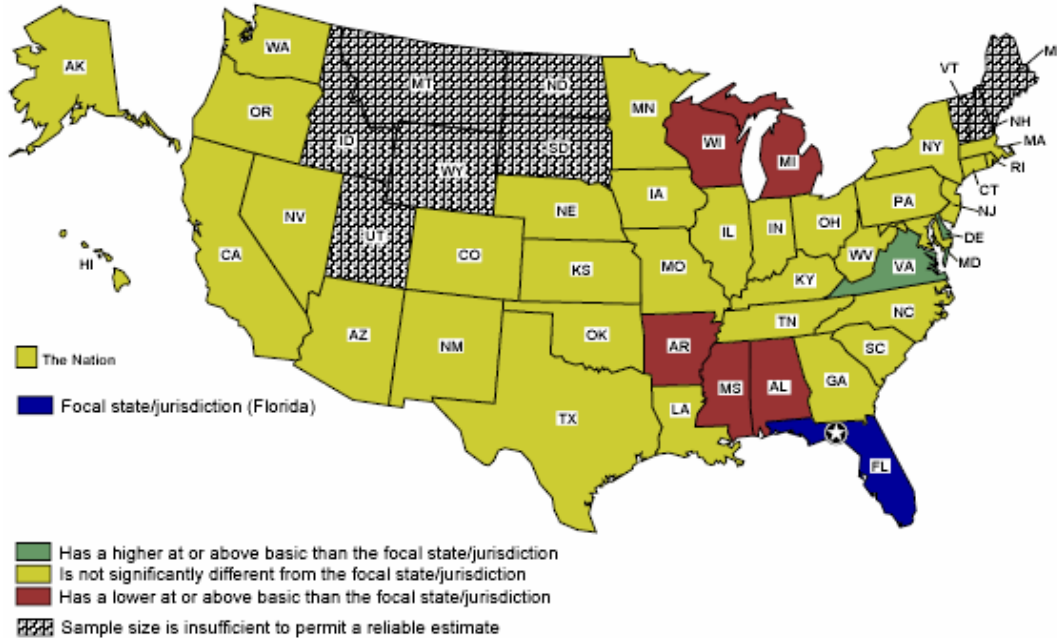 AK
WA
MT
ND
MN
VT
M
OR
ID
SD
WI
NY
NH
MA
WY
MI
RI
NE
IA
PA
CT
NV
IL
IN
OH
NJ
CA
UT
CO
KS
MO
WV
VA
DE
MD
HI
KY
NC
AZ
NM
OK
AR
TN
SC
The Nation
MS
AL
GA
TX
LA
Focal state/jurisdiction (Florida)
FL
Has a higher at or above basic than the focal state/jurisdiction
Is not significantly different from the focal state/jurisdiction
Has a lower at or above basic than the focal state/jurisdiction
Sample size is insufficient to permit a reliable estimate